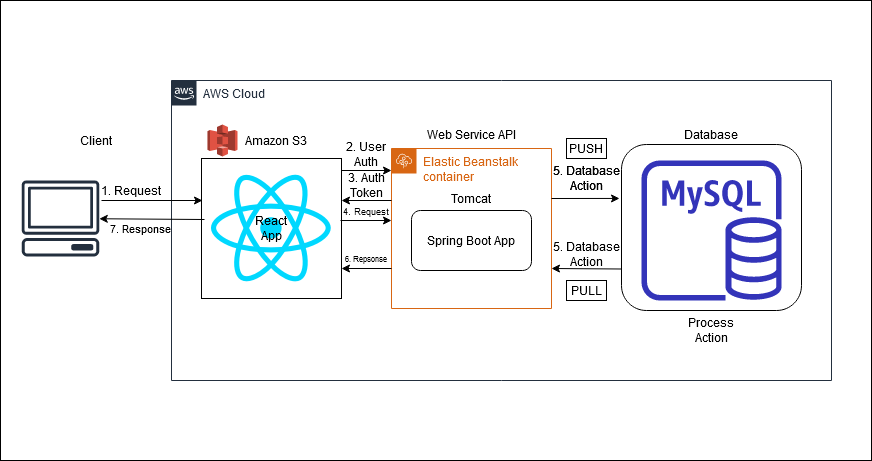 aws
AWS Cloud
Client
Amazon S3
Web Service API
Database
1. Request
7. Response
React
App
2. User
Auth
3. Auth
Token
4. Request
6. Repsonse
Elastic Beanstalk
container
Tomcat
Spring Boot App
PUSH
5. Database
Action
5. Database
Action
PULL
MySQL
Process
Action